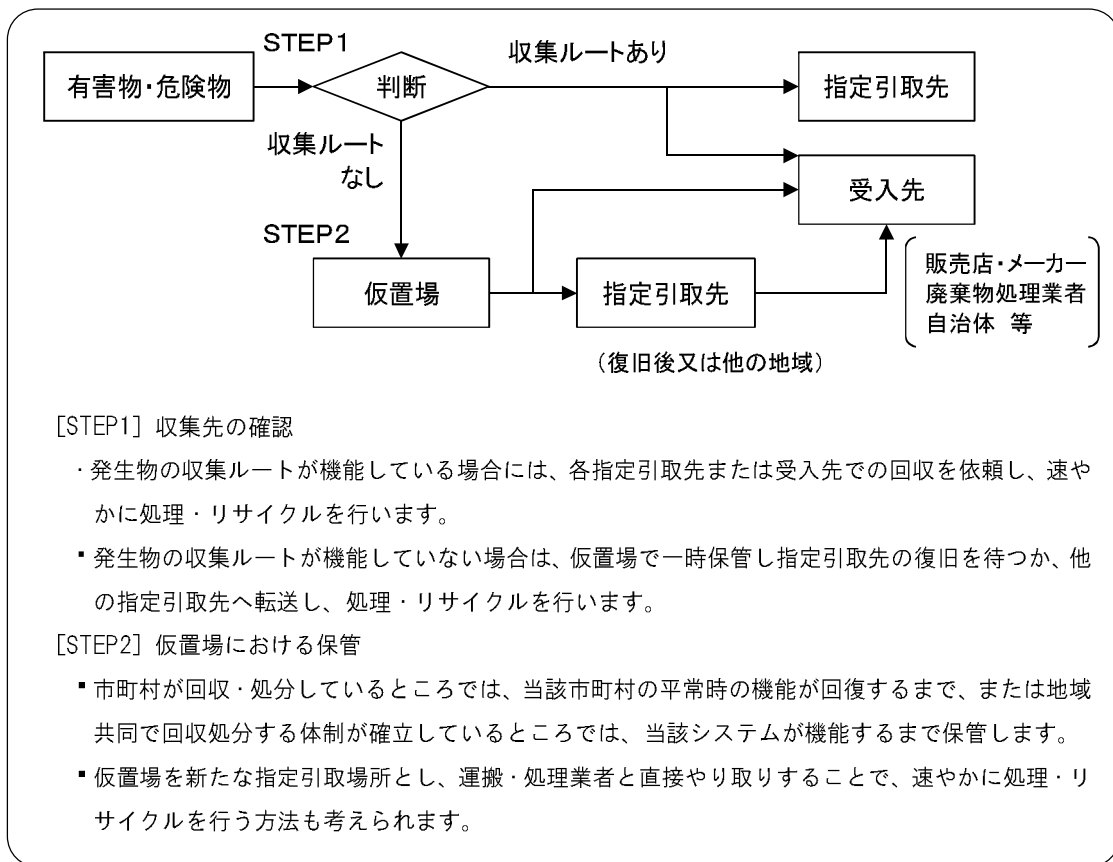 STEP1
収集ルートあり
有害物・危険物
判断
指定引取先
収集ルート
なし
受入先
STEP2
仮置場
指定引取先
販売店・メーカー
廃棄物処理業者
自治体 等
（復旧後又は他の地域）
［STEP1］収集先の確認
・発生物の収集ルートが機能している場合には、各指定引取先または受入先での回収を依頼し、速や
かに処理・リサイクルを行います。
▪発生物の収集ルートが機能していない場合は、仮置場で一時保管し指定引取先の復旧を待つか、他
の指定引取先へ転送し、処理・リサイクルを行います。
［STEP2］仮置場における保管
▪市町村が回収・処分しているところでは、当該市町村の平常時の機能が回復するまで、または地域
共同で回収処分する体制が確立しているところでは、当該システムが機能するまで保管します。
▪仮置場を新たな指定引取場所とし、運搬・処理業者と直接やり取りすることで、速やかに処理・リ
サイクルを行う方法も考えられます。